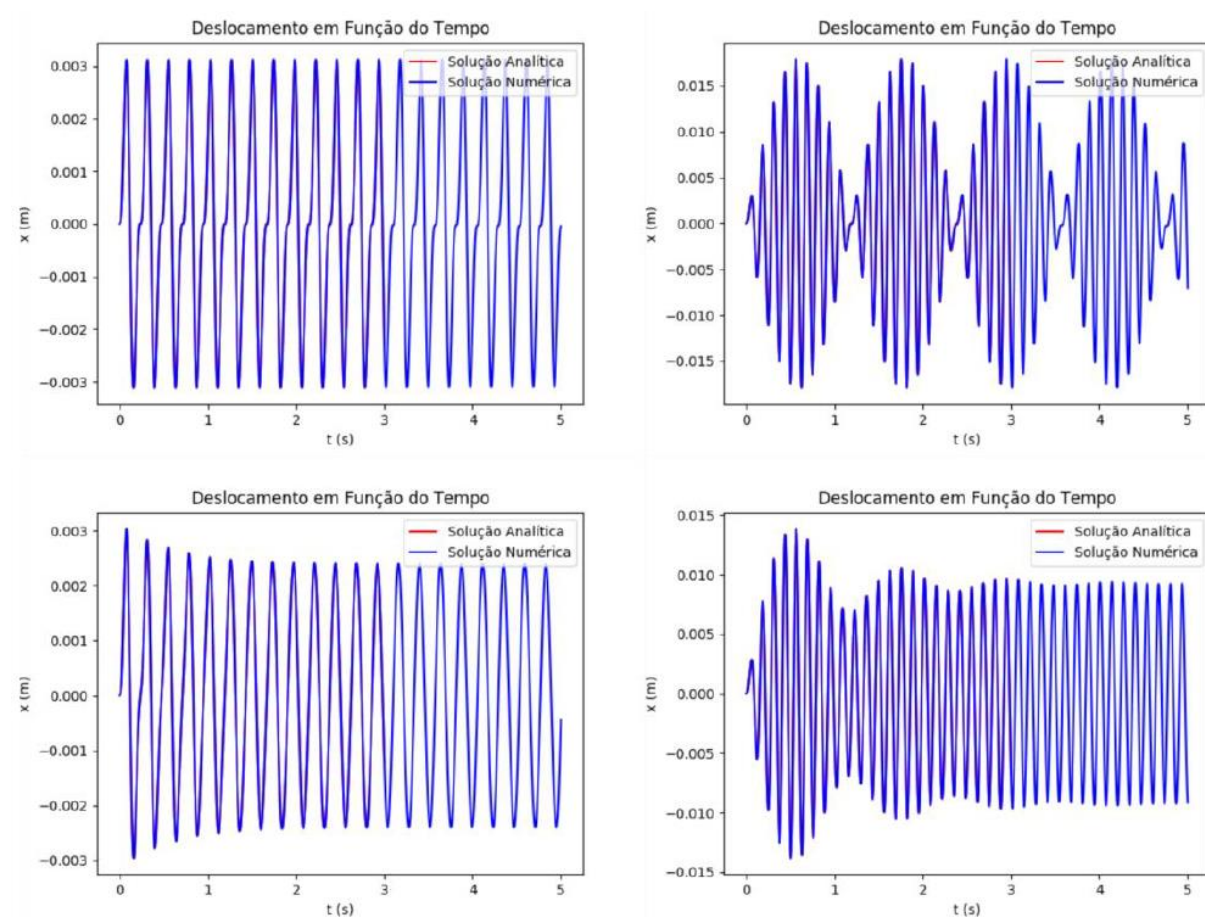 Deslocamento em Função do Tempo
Solução Analítica
Solução Numérica
0.003
0.002
0.001
0.000
−0.001
−0.002
−0.003
x (m)
0 1 2 3 4 5
t (s)
Deslocamento em Função do Tempo
Solução Analítica
Solução Numérica
0.015
0.010
0.005
0.000
−0.005
−0.010
−0.015
x (m)
0 1 2 3 4 5
t (s)
Deslocamento em Função do Tempo
Solução Analítica
Solução Numérica
0.003
0.002
0.001
0.000
−0.001
−0.002
−0.003
x (m)
0 1 2 3 4 5
t (s)
Deslocamento em Função do Tempo
Solução Analítica
Solução Numérica
0.015
0.010
0.005
0.000
−0.005
−0.010
−0.015
x (m)
0 1 2 3 4 5
t (s)